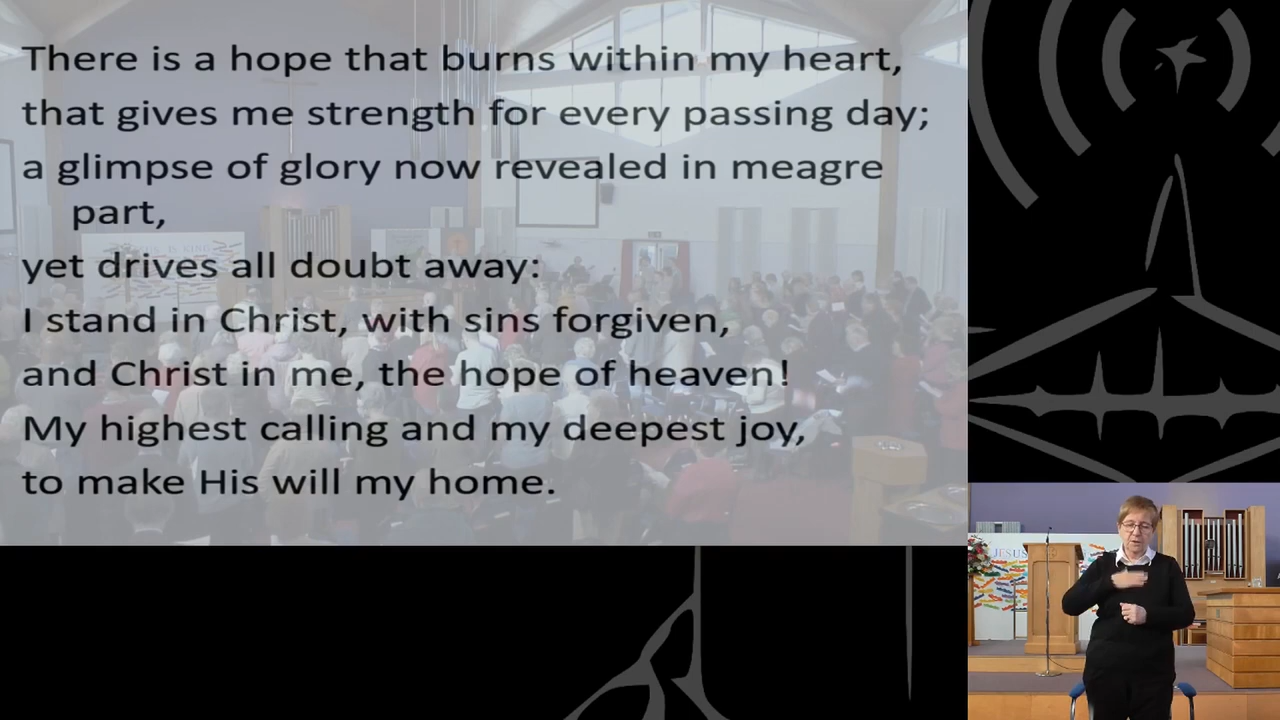 There is a hope that burns within my heart,
that gives me strength for every passing day;
a glimpse of glory now revealed in meagre
part,
yet drives all doubt away:
I stand in Christ, with sins forgiven,
and Christ in me, the hope of heaven!
My highest calling and my deepest joy,
to make His will my home.
JESUS